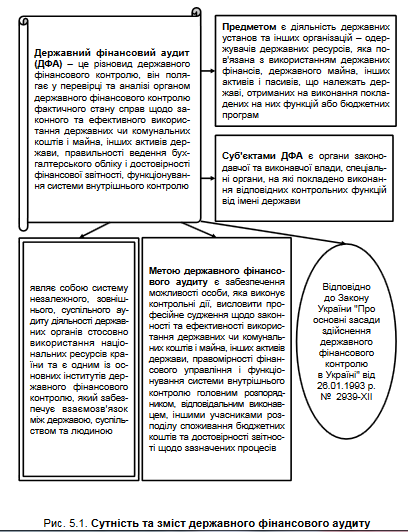 Державний фінансовий аудит
(ДФА) – це різновид державного
фінансового контролю, він поля-
гає у перевірці та аналізі органом
державного фінансового контролю
фактичного стану справ щодо за-
конного та ефективного викорис-
тання державних чи комунальних
коштів і майна, інших активів дер-
жави, правильності ведення бух-
галтерського обліку і достовірності
фінансової звітності, функціонуван-
ня системи внутрішнього контролю
Предметом є діяльність державних
установ та інших організацій – одер-
жувачів державних ресурсів, яка по-
в'язана з використанням державних
фінансів, державного майна, інших
активів і пасивів, що належать дер-
жаві, отриманих на виконання покла-
дених на них функцій або бюджетних
програм
Суб'єктами ДФА є органи законо-
давчої та виконавчої влади, спеціаль-
ні органи, на які покладено виконан-
ня відповідних контрольних функцій
від імені держави
являє собою систему
незалежного, зовніш-
нього, суспільного ау-
диту діяльності держав-
них органів стосовно
використання націо-
нальних ресурсів кра-
їни та є одним із ос-
новних інститутів дер-
жавного фінансового
контролю, який забез-
печує взаємозв'язок
між державою, суспіль-
ством та людиною
Метою державного фінансо-
вого аудиту є забезпечення
можливості особи, яка виконує
контрольні дії, висловити про-
фесійне судження щодо закон-
ності та ефективності викорис-
тання державних чи комуналь-
них коштів і майна, інших активів
держави, правомірності фінан-
сового управління і функціо-
нування системи внутрішнього
контролю головним розпоряд-
ником, відповідальним виконав-
цем, іншими учасниками роз-
поділу споживання бюджетних
коштів та достовірності звітнос-
ті щодо зазначених процесів
Відповідно
до Закону
України "Про
основні засади
здійснення
державного
фінансового
контролю
в Україні" від
26.01.1993 р.
№ 2939-XII
Рис. 5.1. Сутність та зміст державного фінансового аудиту